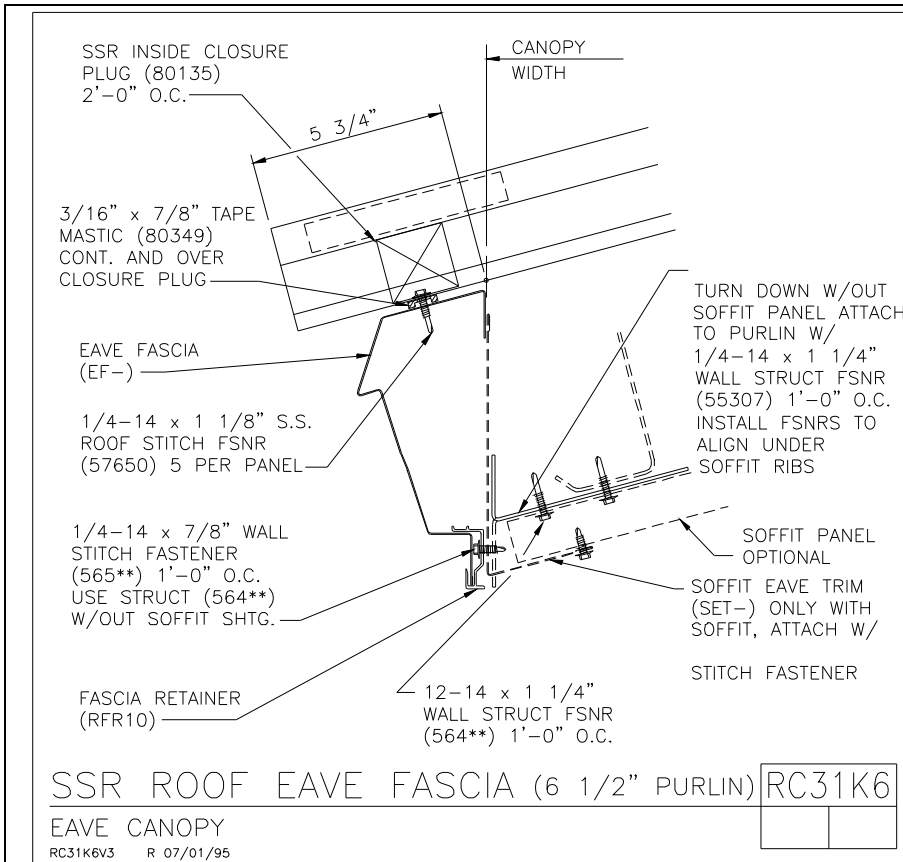 SSR INSIDE CLOSURE
PLUG (80135)
2'-0" O.C.
CANOPY
WIDTH
5 3/4"
3/16" x 7/8" TAPE
MASTIC (80349)
CONT. AND OVER
CLOSURE PLUG
EAVE FASCIA
(EF-)
1/4-14 x 1 1/8" S.S.
ROOF STITCH FSNR
(57650) 5 PER PANEL
1/4-14 x 7/8" WALL
STITCH FASTENER
(565**) 1'-0" O.C.
USE STRUCT (564**)
W/OUT SOFFIT SHTG.
FASCIA RETAINER
(RFR10)
TURN DOWN W/OUT
SOFFIT PANEL ATTACH
TO PURLIN W/
1/4-14 x 1 1/4"
WALL STRUCT FSNR
(55307) 1'-0" O.C.
INSTALL FSNRS TO
ALIGN UNDER
SOFFIT RIBS
SOFFIT PANEL
OPTIONAL
SOFFIT EAVE TRIM
(SET-) ONLY WITH
SOFFIT, ATTACH W/
STITCH FASTENER
12-14 x 1 1/4"
WALL STRUCT FSNR
(564**) 1'-0" O.C.
SSR ROOF EAVE FASCIA (6 1/2" PURLIN)
RC31K6
EAVE CANOPY
RC31K6V3 R 07/01/95